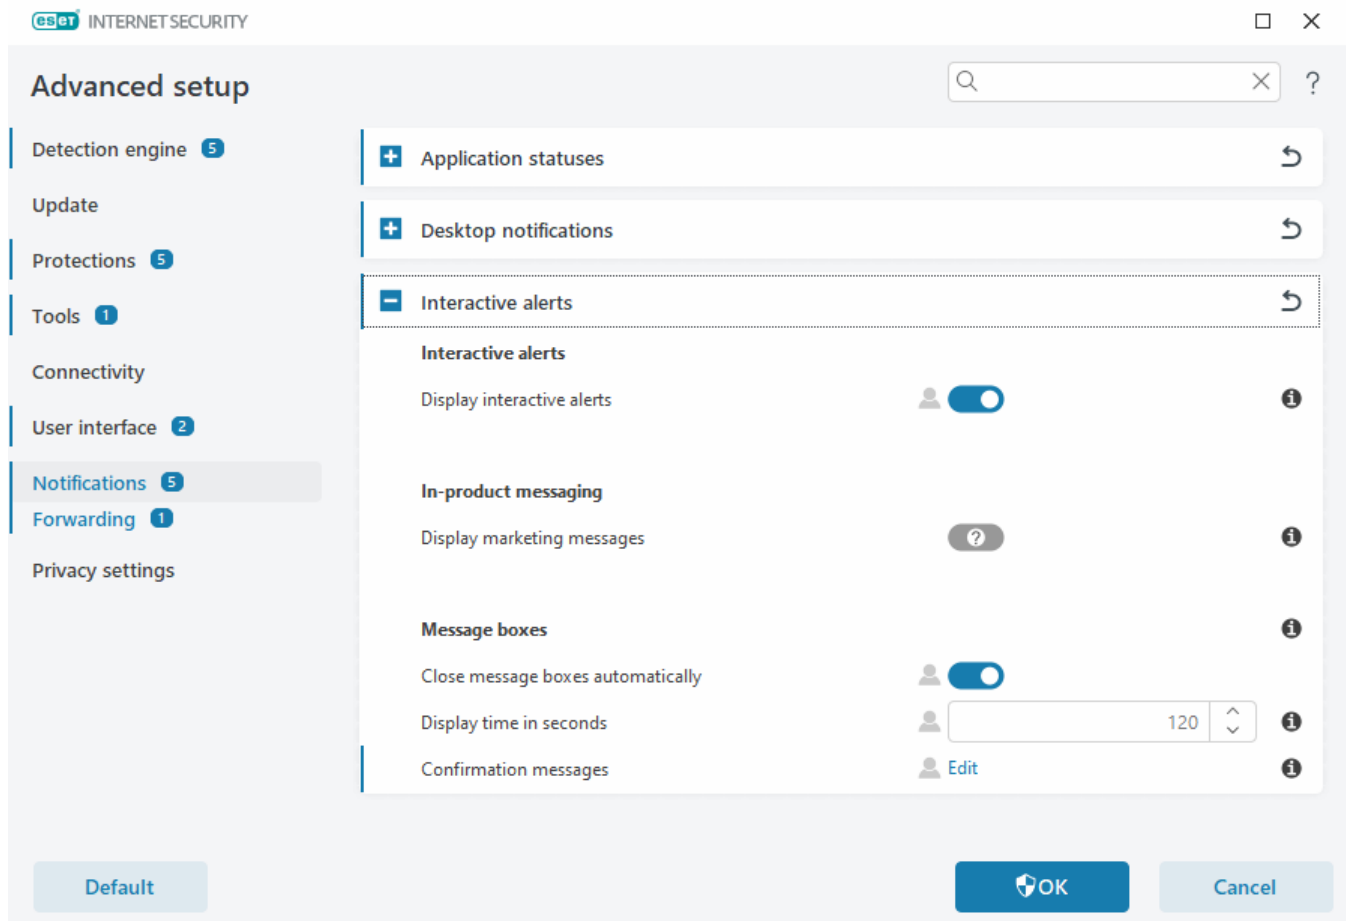 eset INTERNET SECURITY
Advanced setup
?
Detection engine 5
Update
Protections 5
Tools 1
Connectivity
User interface 2
Notifications 5
Forwarding 1
Privacy settings
Application statuses
Desktop notifications
Interactive alerts
Interactive alerts
Display interactive alerts
In-product messaging
Display marketing messages ?
Message boxes
Close message boxes automatically
Display time in seconds 120
Confirmation messages Edit
Default
OK
Cancel